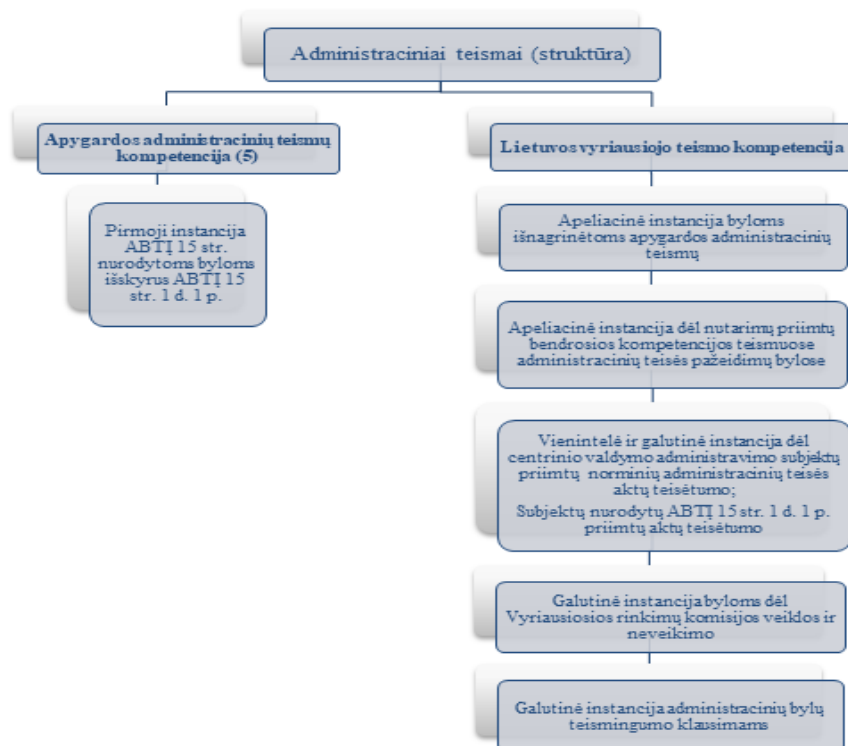 Administraciniai teismai (struktūra)
Apygardos administracinių teismų
kompetencija (5)
Pirmoji instancija
ABTĮ 15 str.
nurodytoms byloms
išskyrus ABTĮ 15
str. 1 d. 1 p.
Lietuvos vyriausiojo teismo kompetencija
Apeliacinė instancija byloms
išnagrinėtoms apygardos administracinių
teismų
Apeliacinė instancija dėl nutarimų priimtų
bendrosios kompetencijos teismuose
administracinių teisės pažeidimų bylose
Vienintelė ir galutinė instancija dėl
centrinio valdymo administravimo subjektų
priimtų norminių administracinių teisės
aktų teisėtumo;
Subjektų nurodytų ABTĮ 15 str. 1 d. 1 p.
priimtų aktų teisėtumo
Galutinė instancija byloms dėl
Vyriausiosios rinkimų komisijos veiklos ir
neveikimo
Galutinė instancija administracinių bylų
teismingumo klausimams